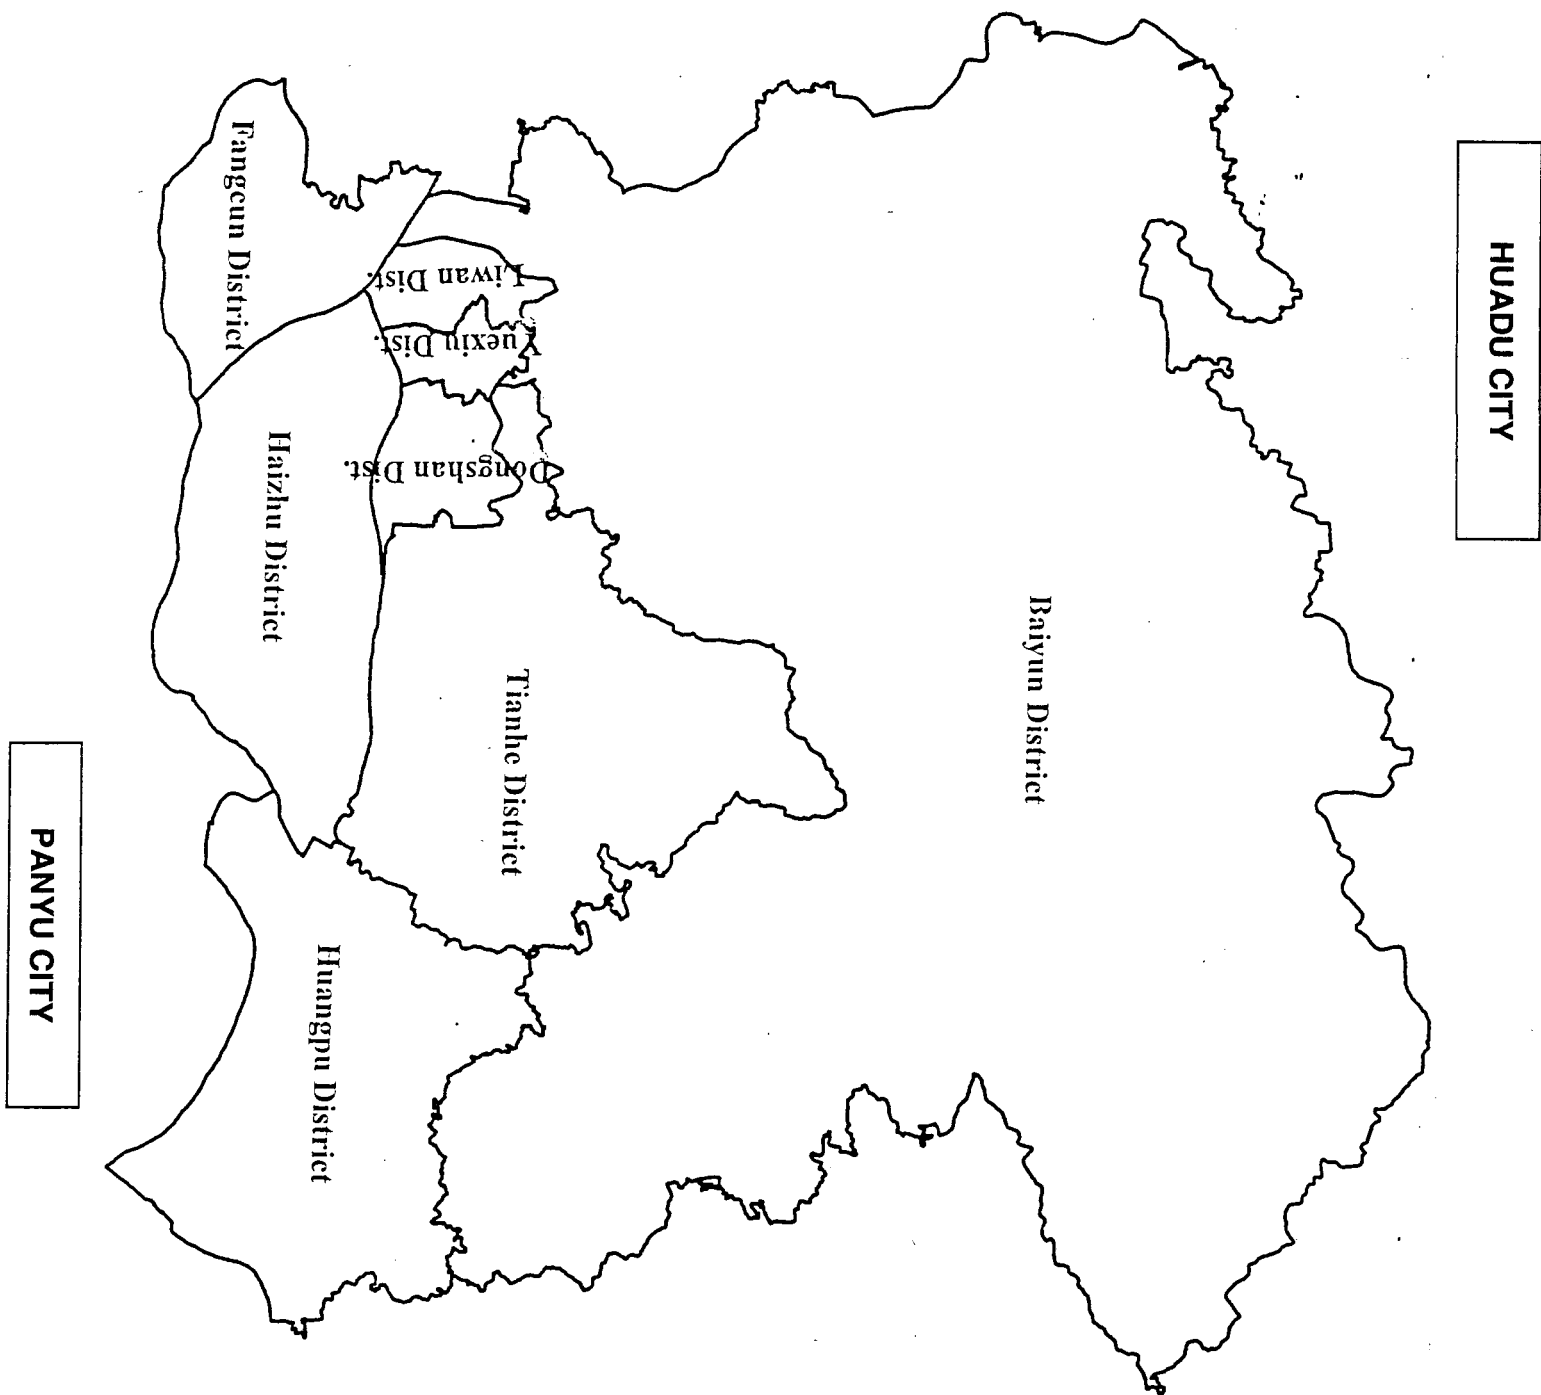 HUADU CITY
Baiyun District
Liwan Dist.
Yuexiu Dist.
Dongshan Dist.
Tianhe District
Fangcun District
Haizhu District
Huangpu District
PANYU CITY